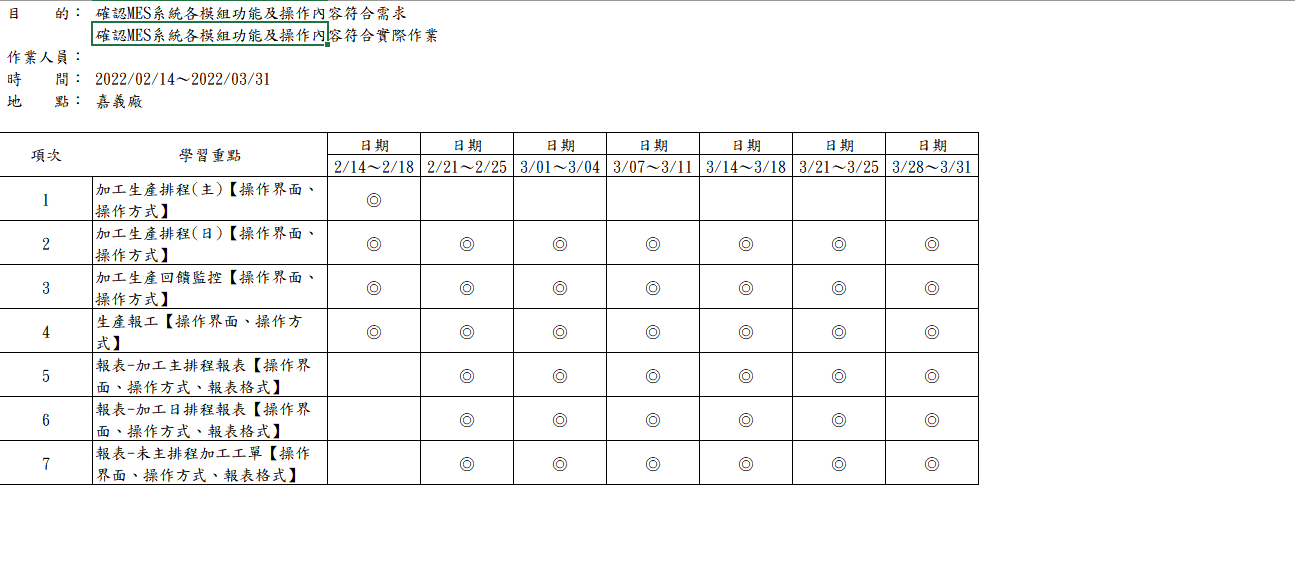 目 的： 確認MES系統各模組功能及操作內容符合需求
確認MES系統各模組功能及操作內容符合實際作業
作業人員：
時 間： 2022/02/14～2022/03/31
地 點： 嘉義廠
項次 學習重點 日期 日期 日期 日期 日期 日期 日期
2/14～2/18 2/21～2/25 3/01～3/04 3/07～3/11 3/14～3/18 3/21～3/25 3/28～3/31
1 加工生產排程(主)【操作界面、
操作方式】 ◎
2 加工生產排程(日)【操作界面、
操作方式】 ◎ ◎ ◎ ◎ ◎ ◎ ◎
3 加工生產回饋監控【操作界面、
操作方式】 ◎ ◎ ◎ ◎ ◎ ◎ ◎
4 生產報工【操作界面、操作方
式】 ◎ ◎ ◎ ◎ ◎ ◎ ◎
5 報表-加工主排程報表【操作界
面、操作方式、報表格式】 ◎ ◎ ◎ ◎ ◎ ◎
6 報表-加工日排程報表【操作界
面、操作方式、報表格式】 ◎ ◎ ◎ ◎ ◎ ◎
7 報表-未主排程加工工單【操作
界面、操作方式、報表格式】 ◎ ◎ ◎ ◎ ◎ ◎